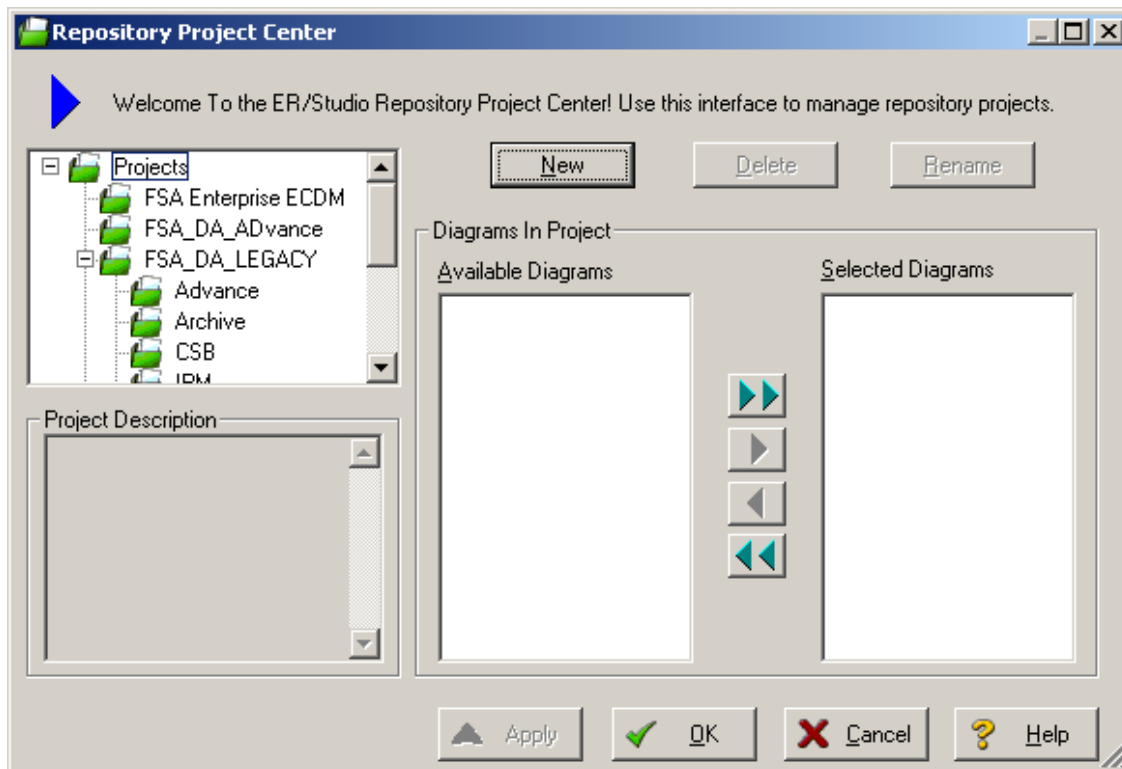 Repository Project Center
Welcome To the ER/Studio Repository Project Center! Use this interface to manage repository projects.
Projects
FSA Enterprise ECDM
FSA_DA_ADvance
FSA_DA_LEGACY
Advance
Archive
CSB
New Delete Rename
Diagrams In Project
Available Diagrams Selected Diagrams
Project Description
Apply OK Cancel Help